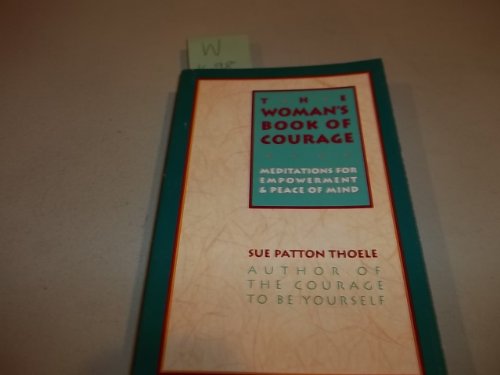 W
THE
WOMAN'S
BOOK OF
COURAGE
MEDITATIONS FOR
EMPOWERMENT
& PEACE OF MIND
SUE PATTON THOELE
AUTHOR OF
THE COURAGE
TO BE YOURSELF